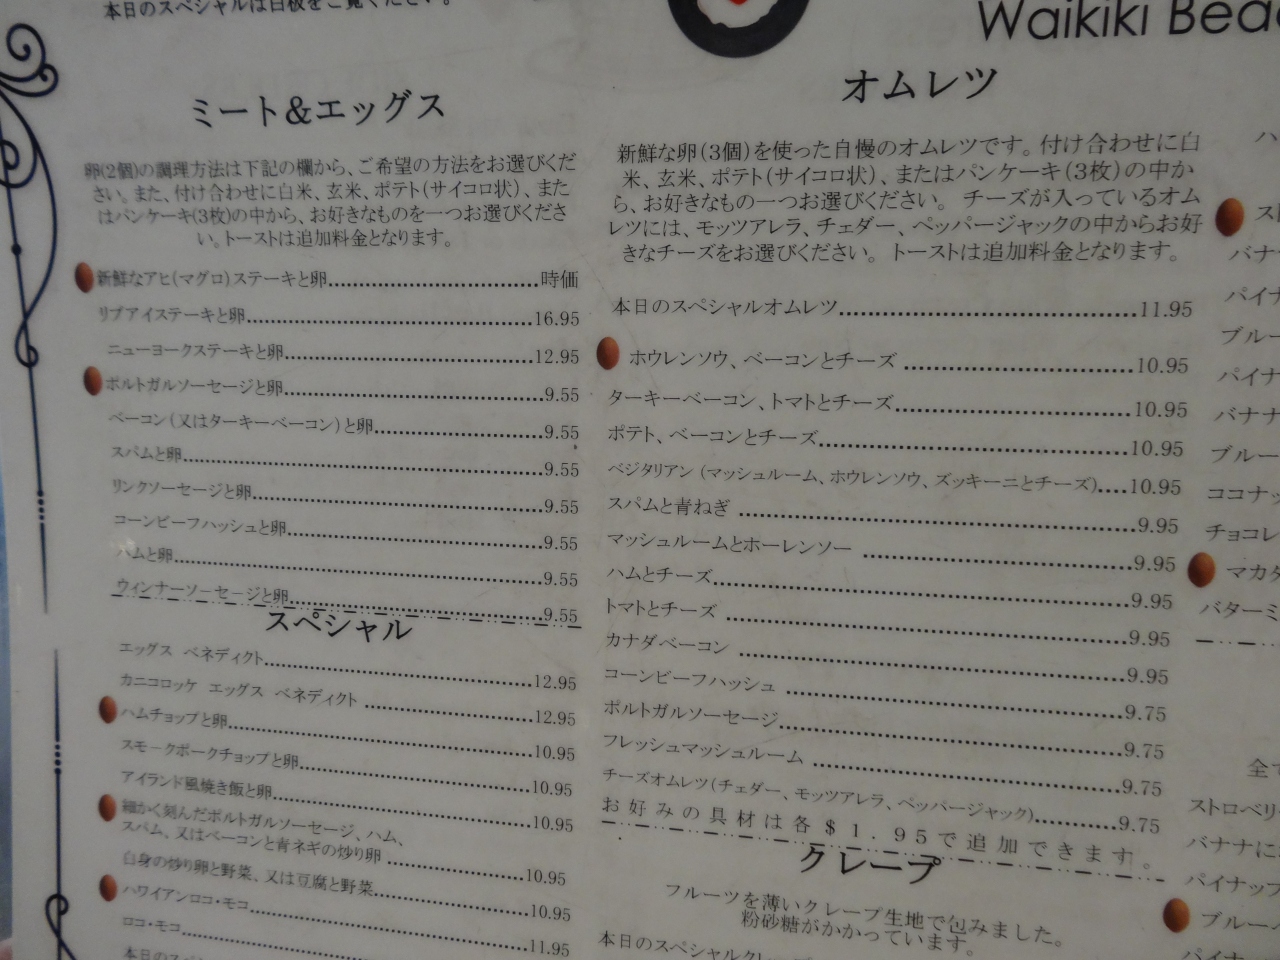 本日のスペシャルは白板をご覧ください。
Waikiki Bea
ミート&エッグス
卵(2個)の調理方法は下記の欄から、ご希望の方法をお選びくだ
さい。また、付け合わせに白米、玄米、ポテト(サイコロ状)、また
はパンケーキ(3枚)の中から、お好きなものを一つお選びくださ
い。トーストは追加料金となります。
新鮮なアヒ(マグロ)ステーキと卵 時価
リブアイステーキと卵 16.95
ニューヨークステーキと卵 12.95
ポルトガルソーセージと卵 9.55
ベーコン(又はターキーベーコン)と卵 9.55
スパムと卵 9.55
リンクソーセージと卵 9.55
コーンビーフハッシュと卵 9.55
ハムと卵 9.55
ウィンナーソーセージと卵 9.55
スペシャル
エッグス ベネディクト 12.95
カニコロッケ エッグス ベネディクト 12.95
ハムチョップと卵 10.95
スモークポークチョップと卵 10.95
アイランド風焼き飯と卵 10.95
細かく刻んだポルトガルソーセージ、ハム、
スパム、又はベーコンと青ネギの炒り卵 10.95
白身の炒り卵と野菜、又は豆腐と野菜 10.95
ハワイアンロコ・モコ 11.95
ロコ・モコ
オムレツ
新鮮な卵(3個)を使った自慢のオムレツです。付け合わせに白
米、玄米、ポテト(サイコロ状)、またはパンケーキ(3枚)の中か
ら、お好きなもの一つお選びください。 チーズが入っているオム
レツには、モッツアレラ、チェダー、ペッパージャックの中からお好
きなチーズをお選びください。 トーストは追加料金となります。
本日のスペシャルオムレツ 11.95
ホウレンソウ、ベーコンとチーズ 10.95
ターキーベーコン、トマトとチーズ 10.95
ポテト、ベーコンとチーズ 10.95
ベジタリアン (マッシュルーム、ホウレンソウ、ズッキーニとチーズ) 10.95
スパムと青ねぎ 9.95
マッシュルームとホーレンソー 9.95
ハムとチーズ 9.95
トマトとチーズ 9.95
カナダベーコン 9.95
コーンビーフハッシュ 9.75
ポルトガルソーセージ 9.75
フレッシュマッシュルーム 9.75
チーズオムレツ(チェダー、モッツアレラ、ペッパージャック) 9.75
お好みの具材は各$1.95で追加できます。
クレープ
フルーツを薄いクレープ生地で包みました。
粉砂糖がかかっています。
本日のスペシャルクレ
バナナ
パイナ
ブルー
パイナ
バナナ
ブルー
ココナッ
チョコレ
マカダ
バターミ
全て
ストロベリ
バナナに
パイナップ
ブルー